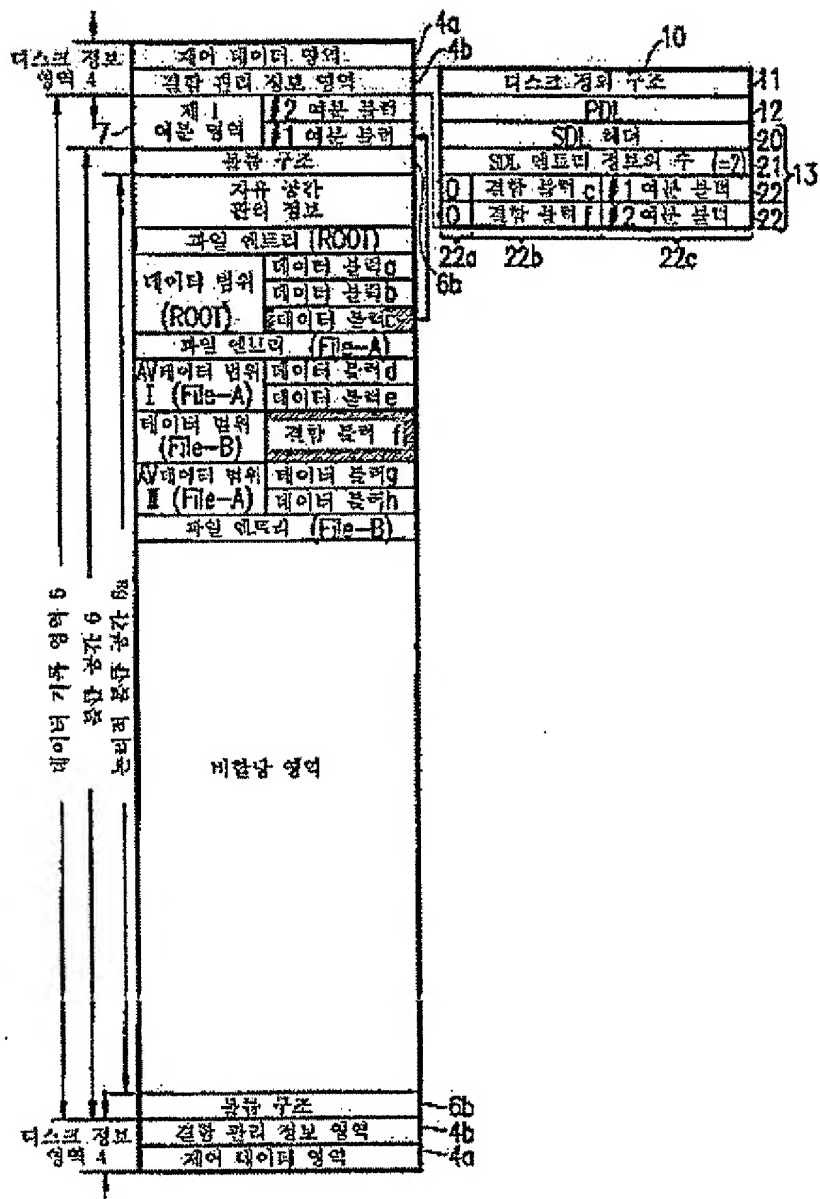 디스크 정보
영역 4
제어 데이터 영역
4a
결함 관리 정보 영역
4b
7
제 1
여분 영역
#2 여분 블럭
#1 여분 블럭
볼륨 구조
6b
자유 공간
관리 정보
파일 엔트리 (ROOT)
데이터 범위
(ROOT)
데이터 블럭a
데이터 블럭b
데이터 블럭c
파일 엔트리 (File-A)
AV데이터 범위
I (File-A)
데이터 블럭d
데이터 블럭e
데이터 범위
(File-B)
결함 블럭 f
AV데이터 범위
(File-A)
데이터 블럭g
데이터 블럭h
파일 엔트리 (File-B)
비할당 영역
볼륨 구조
6b
디스크 정보
영역 4
결함 관리 정보 영역
4b
제어 데이터 영역
4a
데이터 기록 영역 5
볼륨 공간 6
논리적 볼륨 공간 6a
10
디스크 정의 구조
11
PDL
12
SDL 헤더
20
SDL 엔트리 정보의 수
21
0 결함 블럭 c #1 여분 블럭
22
0 결함 블럭 f #2 여분 블럭
22
13
22a 22b 22c